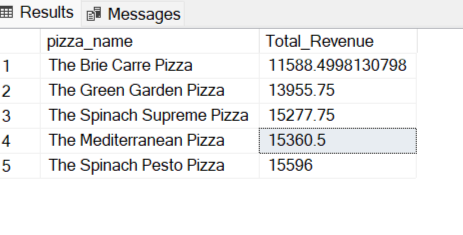 Results Messages
pizza_name Total_Revenue
1 The Brie Carre Pizza 11588.4998130798
2 The Green Garden Pizza 13955.75
3 The Spinach Supreme Pizza 15277.75
4 The Mediterranean Pizza 15360.5
5 The Spinach Pesto Pizza 15596